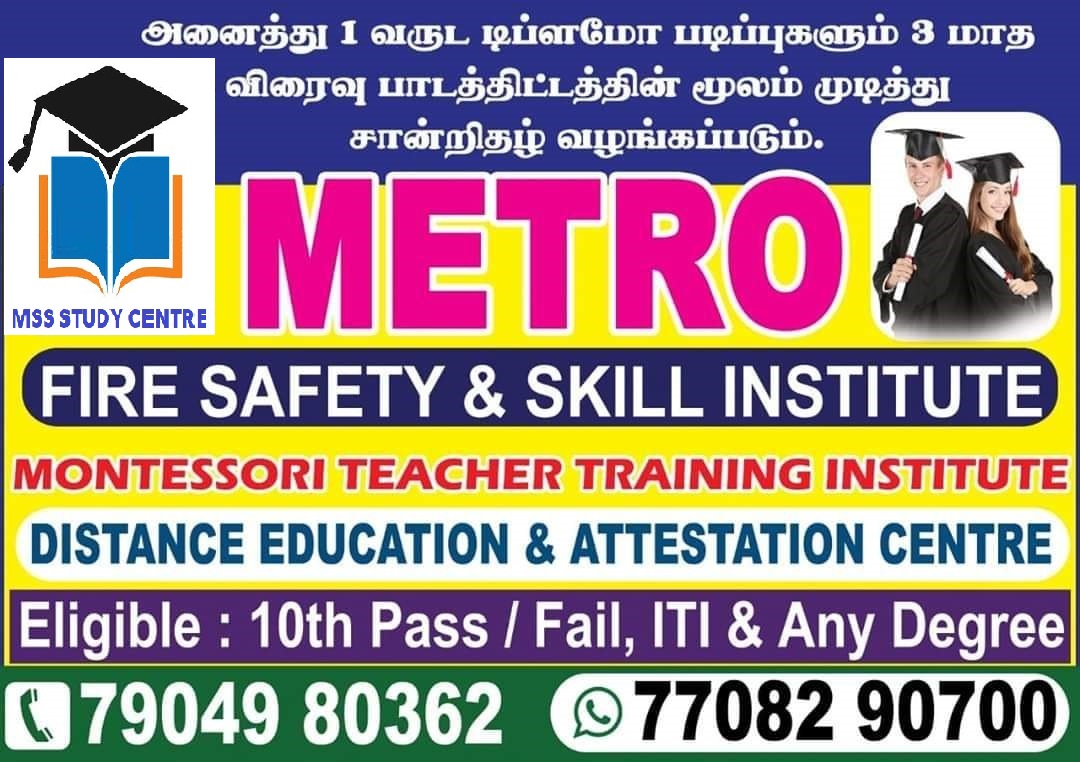 அனைத்து 1 வருட டிப்ளமோ படிப்புகளும் 3 மாத
விரைவு பாடத்திட்டத்தின் மூலம் முடித்து
சான்றிதழ் வழங்கப்படும்.
MSS STUDY CENTRE
METRO
FIRE SAFETY & SKILL INSTITUTE
MONTESSORI TEACHER TRAINING INSTITUTE
DISTANCE EDUCATION & ATTESTATION CENTRE
Eligible : 10th Pass / Fail, ITI & Any Degree
79049 80362 77082 90700